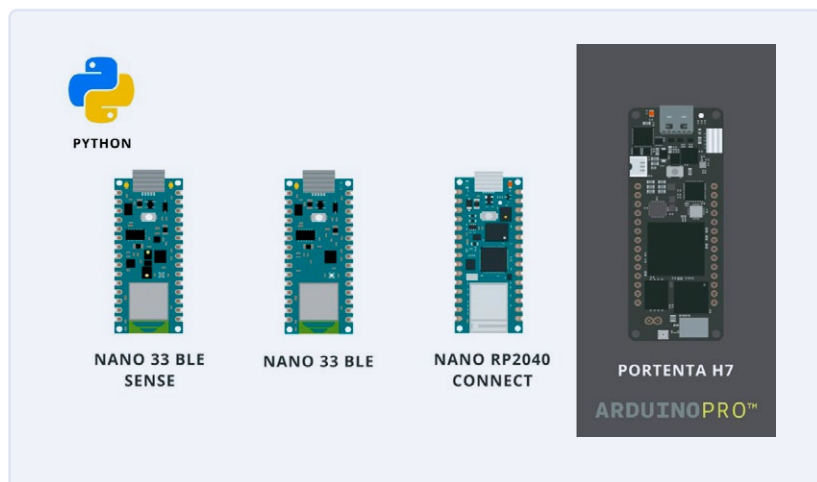 PYTHON
NANO 33 BLE
SENSE
NANO 33 BLE
NANO RP2040
CONNECT
PORTENTA H7
ARDUINOPRO™